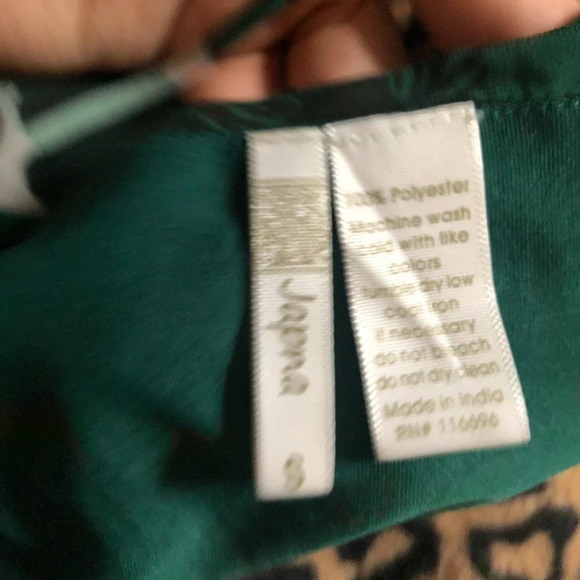 Japna
S
100% Polyester
Machine wash
cold with like
colors
tumble dry low
cool iron
if necessary
do not bleach
do not dry clean
Made in India
RN# 116696